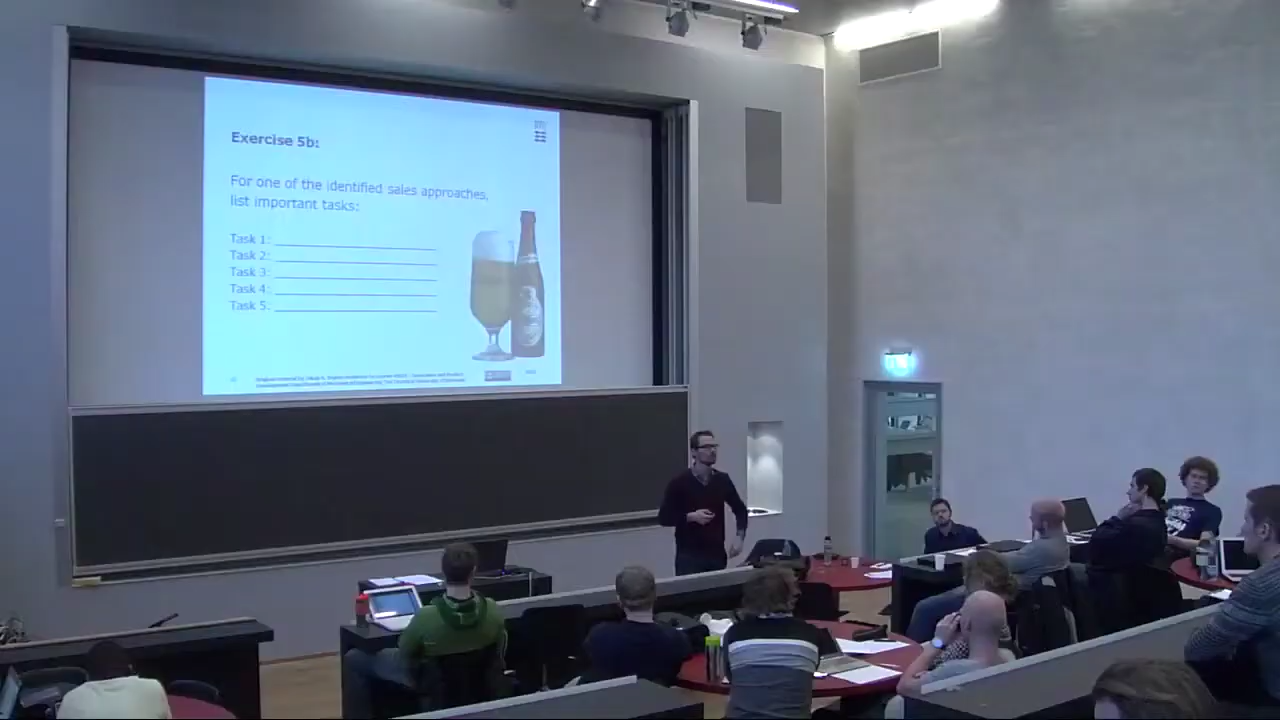 Exercise 5b:
For one of the identified sales approaches,
list important tasks:
Task 1:
Task 2:
Task 3:
Task 4:
Task 5: